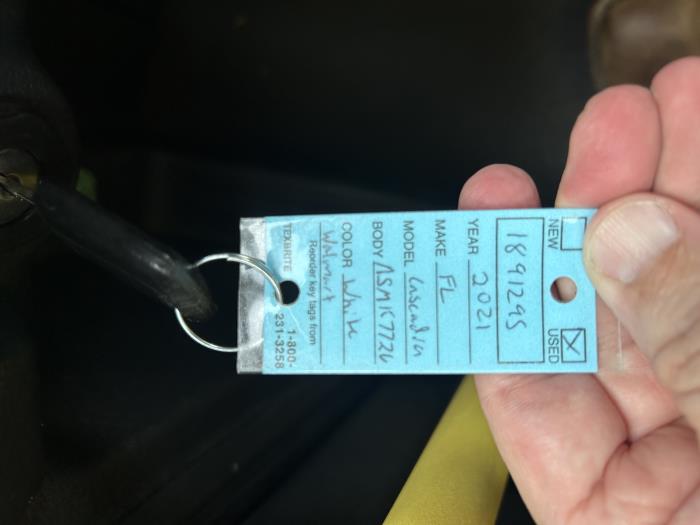 NEW USED
1891295
YEAR 2021
MAKE FL
MODEL Cascadia
BODY
COLOR White
Walmart
Reorder key tags from
TEXBRITE 1-800-231-3258